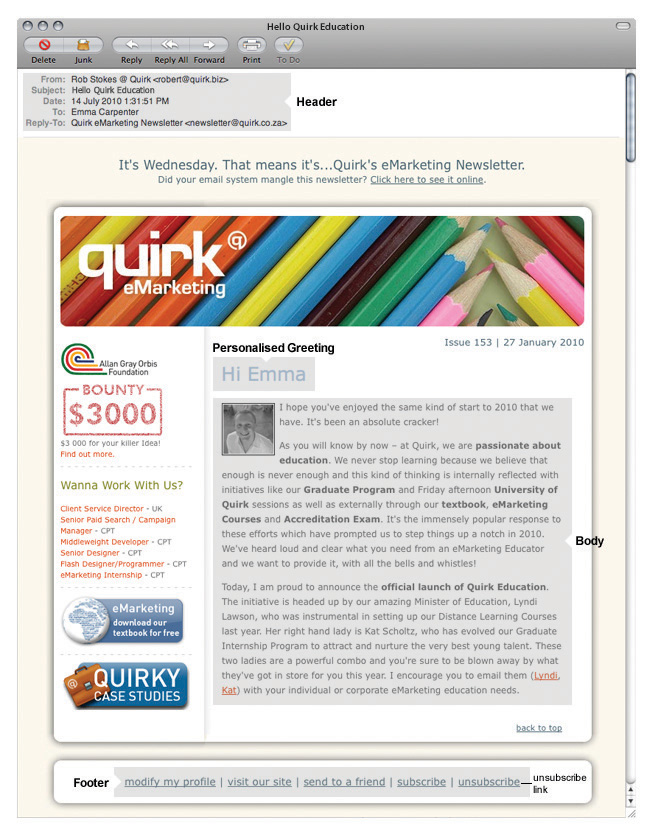 Hello Quirk Education
Delete Junk Reply Reply All Forward Print To Do
From: Rob Stokes @ Quirk <robert@quirk.biz>
Subject: Hello Quirk Education
Date: 14 July 2010 1:31:51 PM
To: Emma Carpenter
Reply-To: Quirk eMarketing Newsletter <newsletter@quirk.co.za>
Header
It's Wednesday. That means it's...Quirk's eMarketing Newsletter.
Did your email system mangle this newsletter? Click here to see it online.
quirk@
eMarketing
Allan Gray Orbis
Foundation
BOUNTY
$3000
$3 000 for your killer Idea!
Find out more.
Wanna Work With Us?
Client Service Director - UK
Senior Paid Search / Campaign
Manager - CPT
Middleweight Developer - CPT
Senior Designer - CPT
Flash Designer/Programmer - CPT
eMarketing Internship - CPT
eMarketing
download our
textbook for free
@
QUIRKY
CASE STUDIES
Personalised Greeting
Issue 153 | 27 January 2010
Hi Emma
I hope you've enjoyed the same kind of start to 2010 that we
have. It's been an absolute cracker!
As you will know by now – at Quirk, we are passionate about
education. We never stop learning because we believe that
enough is never enough and this kind of thinking is internally reflected with
initiatives like our Graduate Program and Friday afternoon University of
Quirk sessions as well as externally through our textbook, eMarketing
Courses and Accreditation Exam. It's the immensely popular response to
these efforts which have prompted us to step things up a notch in 2010.
We've heard loud and clear what you need from an eMarketing Educator
and we want to provide it, with all the bells and whistles!
Body
Today, I am proud to announce the official launch of Quirk Education.
The initiative is headed up by our amazing Minister of Education, Lyndi
Lawson, who was instrumental in setting up our Distance Learning Courses
last year. Her right hand lady is Kat Scholtz, who has evolved our Graduate
Internship Program to attract and nurture the very best young talent. These
two ladies are a powerful combo and you're sure to be blown away by what
they've got in store for you this year. I encourage you to email them (Lyndi,
Kat) with your individual or corporate eMarketing education needs.
back to top
Footer
modify my profile | visit our site | send to a friend | subscribe | unsubscribe
unsubscribe
link